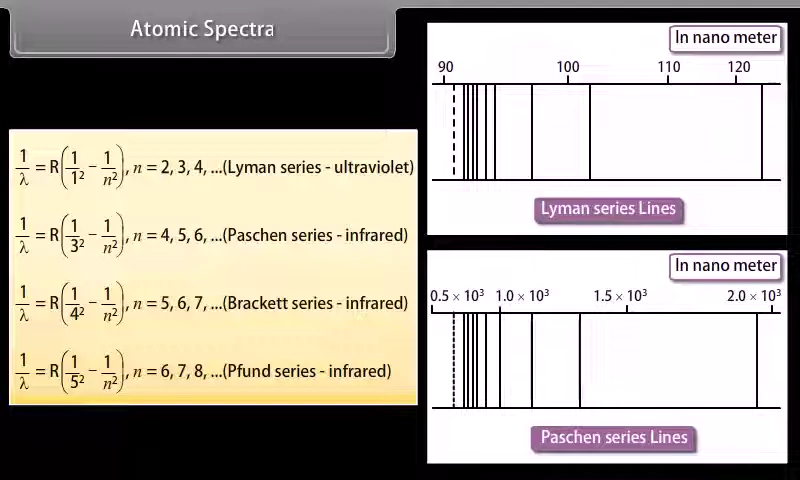 Atomic Spectra
1/λ = R(1/1² − 1/n²), n = 2, 3, 4, ...(Lyman series - ultraviolet)
1/λ = R(1/3² − 1/n²), n = 4, 5, 6, ...(Paschen series - infrared)
1/λ = R(1/4² − 1/n²), n = 5, 6, 7, ...(Brackett series - infrared)
1/λ = R(1/5² − 1/n²), n = 6, 7, 8, ...(Pfund series - infrared)
In nano meter
90 100 110 120
Lyman series Lines
In nano meter
0.5 × 10³ 1.0 × 10³ 1.5 × 10³ 2.0 × 10³
Paschen series Lines